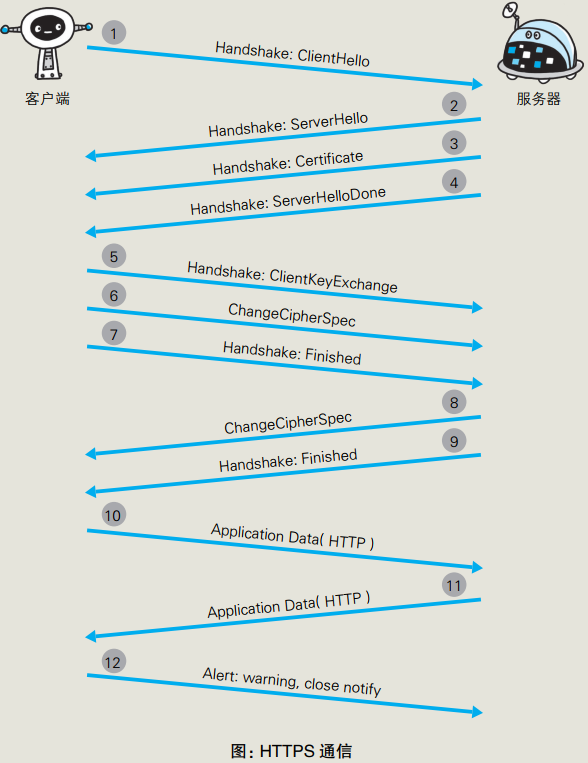 1
Handshake: ClientHello
客户端
服务器
2
Handshake: ServerHello
3
Handshake: Certificate
4
Handshake: ServerHelloDone
5
Handshake: ClientKeyExchange
6
ChangeCipherSpec
7
Handshake: Finished
8
ChangeCipherSpec
9
Handshake: Finished
10
Application Data( HTTP )
11
Application Data( HTTP )
12
Alert: warning, close notify
图: HTTPS 通信